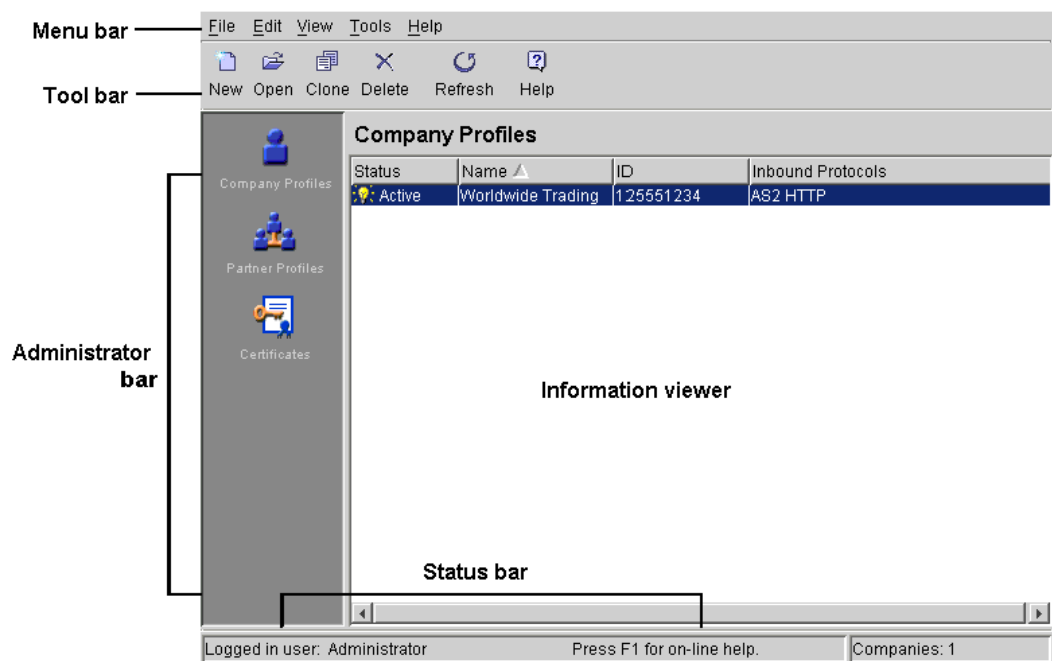 Menu bar
File Edit View Tools Help
Tool bar
New Open Clone Delete Refresh Help
Company Profiles
Partner Profiles
Certificates
Administrator
bar
Company Profiles
Status Name ID Inbound Protocols
Active Worldwide Trading 125551234 AS2 HTTP
Information viewer
Status bar
Logged in user: Administrator Press F1 for on-line help. Companies: 1